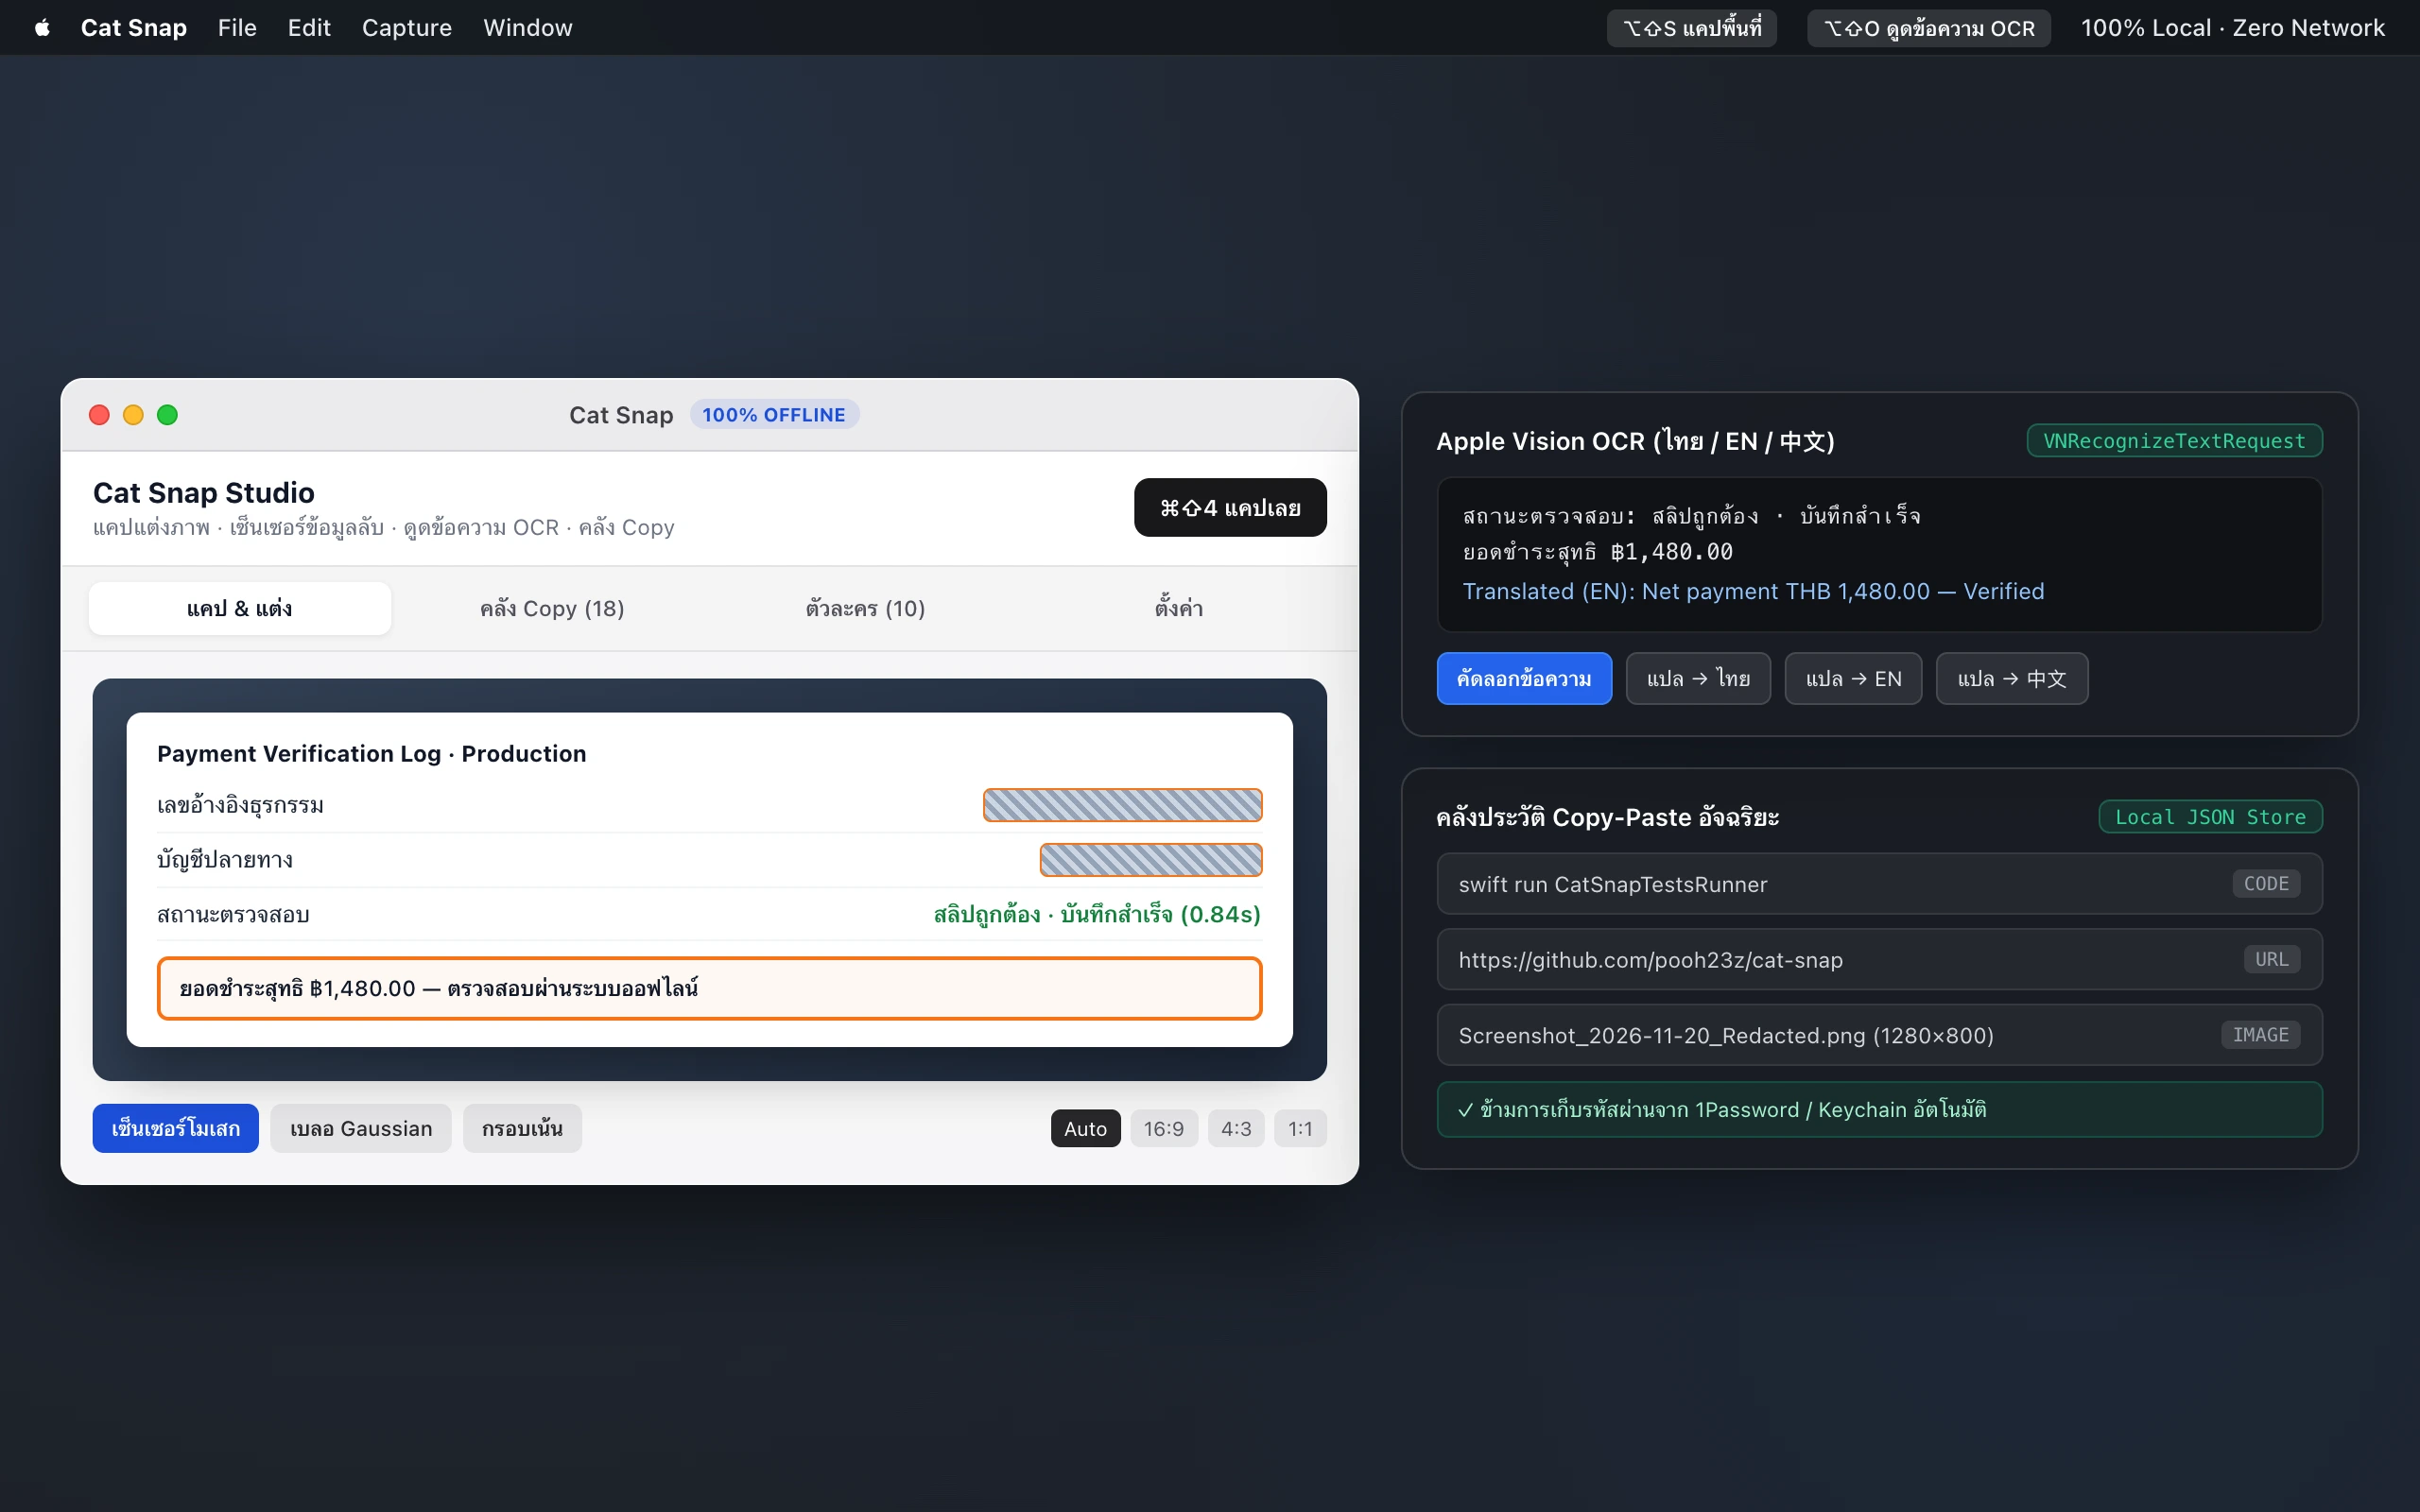 Cat Snap File Edit Capture Window ⌥⇧S แคปพื้นที่ ⌥⇧O ดูดข้อความ OCR 100% Local · Zero Network
Cat Snap 100% OFFLINE
Cat Snap Studio
แคปแต่งภาพ · เซ็นเซอร์ข้อมูลลับ · ดูดข้อความ OCR · คลัง Copy
⌘⇧4 แคปเลย
แคป & แต่ง คลัง Copy (18) ตัวละคร (10) ตั้งค่า
Payment Verification Log · Production
เลขอ้างอิงธุรกรรม
บัญชีปลายทาง
สถานะตรวจสอบ สลิปถูกต้อง · บันทึกสำเร็จ (0.84s)
ยอดชำระสุทธิ ฿1,480.00 — ตรวจสอบผ่านระบบออฟไลน์
เซ็นเซอร์โมเสก เบลอ Gaussian กรอบเน้น Auto 16:9 4:3 1:1
Apple Vision OCR (ไทย / EN / 中文) VNRecognizeTextRequest
สถานะตรวจสอบ: สลิปถูกต้อง · บันทึกสำเร็จ
ยอดชำระสุทธิ ฿1,480.00
Translated (EN): Net payment THB 1,480.00 — Verified
คัดลอกข้อความ แปล → ไทย แปล → EN แปล → 中文
คลังประวัติ Copy-Paste อัจฉริยะ Local JSON Store
swift run CatSnapTestsRunner CODE
https://github.com/pooh23z/cat-snap URL
Screenshot_2026-11-20_Redacted.png (1280×800) IMAGE
✓ ข้ามการเก็บรหัสผ่านจาก 1Password / Keychain อัตโนมัติ